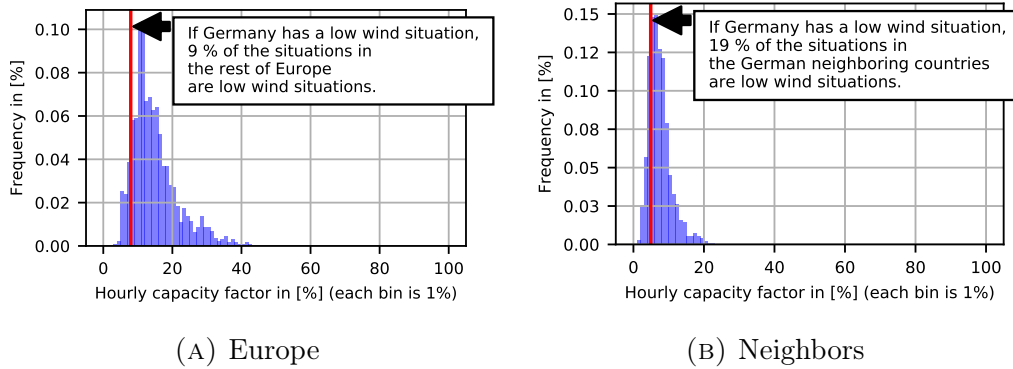 0.10
0.08
0.06
0.04
0.02
0.00
Frequency in [%]
If Germany has a low wind situation,
9 % of the situations in
the rest of Europe
are low wind situations.
0 20 40 60 80 100
Hourly capacity factor in [%] (each bin is 1%)
(A) Europe
0.15
0.12
0.10
0.08
0.05
0.03
0.00
Frequency in [%]
If Germany has a low wind situation,
19 % of the situations in
the German neighboring countries
are low wind situations.
0 20 40 60 80 100
Hourly capacity factor in [%] (each bin is 1%)
(B) Neighbors